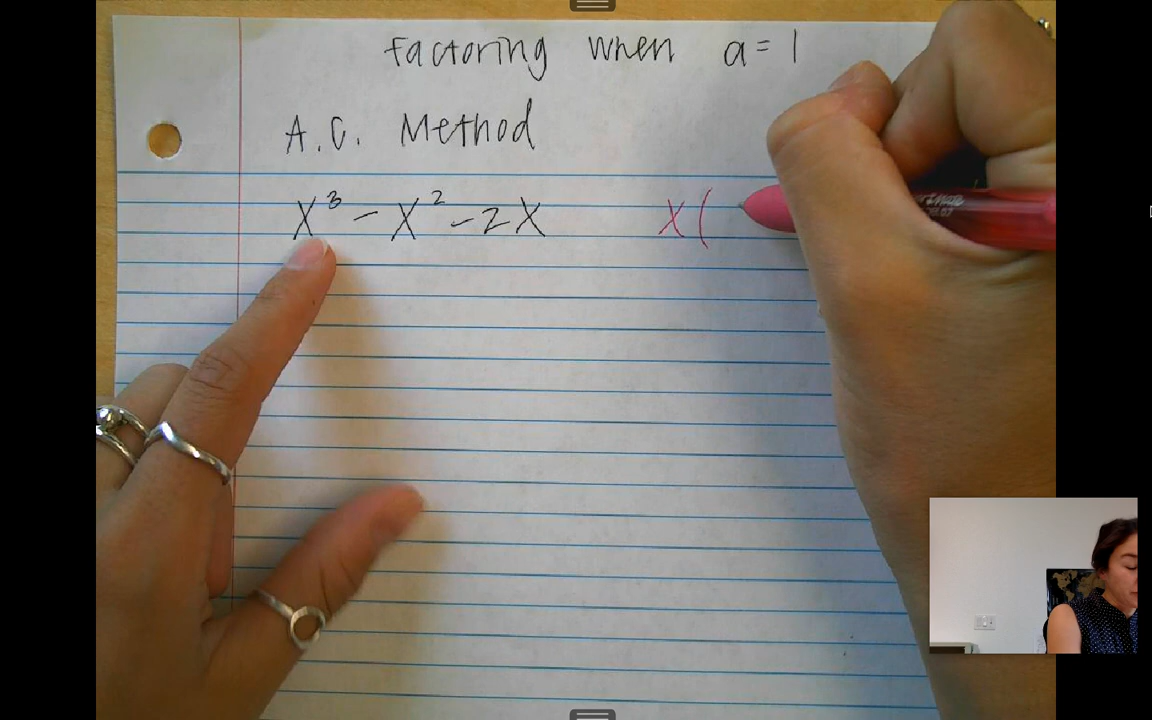 factoring when a = 1
A.C. Method
x³ - x² - 2x x(